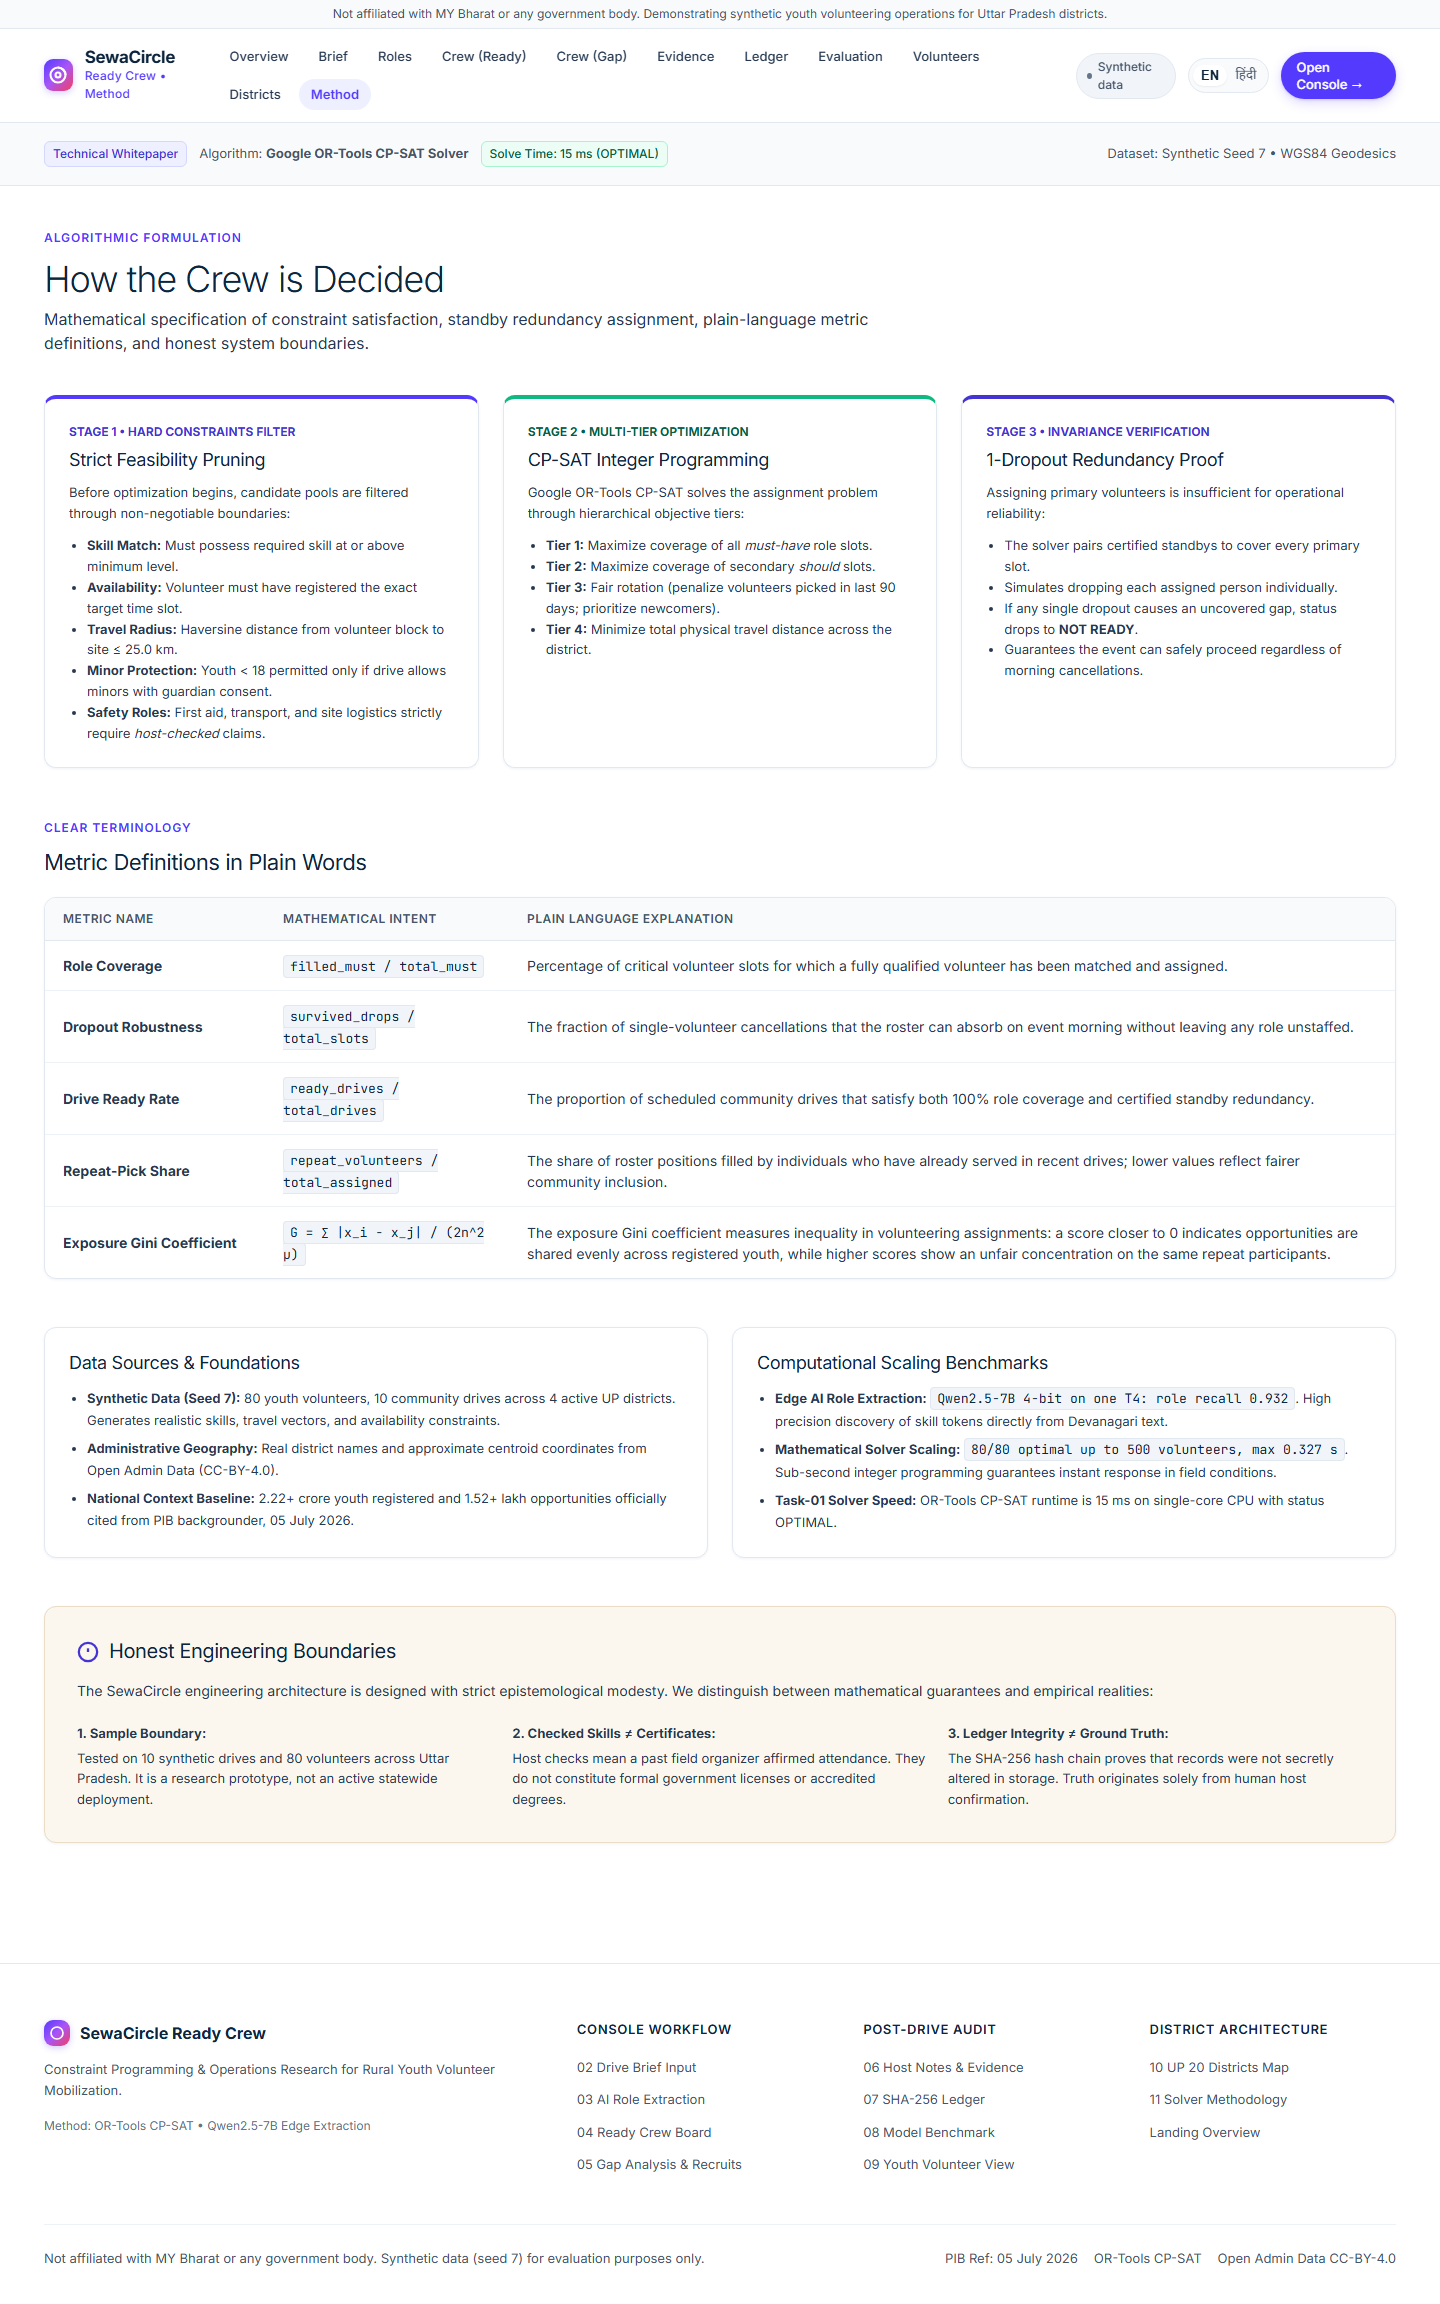 Not affiliated with MY Bharat or any government body. Demonstrating synthetic youth volunteering operations for Uttar Pradesh districts.
SewaCircle
Ready Crew •
Method
Overview Brief Roles Crew (Ready) Crew (Gap) Evidence Ledger Evaluation Volunteers
Districts Method
Synthetic
data
EN हिंदी
Open
Console →
Technical Whitepaper Algorithm: Google OR-Tools CP-SAT Solver Solve Time: 15 ms (OPTIMAL) Dataset: Synthetic Seed 7 • WGS84 Geodesics
ALGORITHMIC FORMULATION
How the Crew is Decided
Mathematical specification of constraint satisfaction, standby redundancy assignment, plain-language metric
definitions, and honest system boundaries.
STAGE 1 • HARD CONSTRAINTS FILTER
Strict Feasibility Pruning
Before optimization begins, candidate pools are filtered
through non-negotiable boundaries:
• Skill Match: Must possess required skill at or above
minimum level.
• Availability: Volunteer must have registered the exact
target time slot.
• Travel Radius: Haversine distance from volunteer block to
site ≤ 25.0 km.
• Minor Protection: Youth < 18 permitted only if drive allows
minors with guardian consent.
• Safety Roles: First aid, transport, and site logistics strictly
require host-checked claims.
STAGE 2 • MULTI-TIER OPTIMIZATION
CP-SAT Integer Programming
Google OR-Tools CP-SAT solves the assignment problem
through hierarchical objective tiers:
• Tier 1: Maximize coverage of all must-have role slots.
• Tier 2: Maximize coverage of secondary should slots.
• Tier 3: Fair rotation (penalize volunteers picked in last 90
days; prioritize newcomers).
• Tier 4: Minimize total physical travel distance across the
district.
STAGE 3 • INVARIANCE VERIFICATION
1-Dropout Redundancy Proof
Assigning primary volunteers is insufficient for operational
reliability:
• The solver pairs certified standbys to cover every primary
slot.
• Simulates dropping each assigned person individually.
• If any single dropout causes an uncovered gap, status
drops to NOT READY.
• Guarantees the event can safely proceed regardless of
morning cancellations.
CLEAR TERMINOLOGY
Metric Definitions in Plain Words
METRIC NAME MATHEMATICAL INTENT PLAIN LANGUAGE EXPLANATION
Role Coverage filled_must / total_must Percentage of critical volunteer slots for which a fully qualified volunteer has been matched and assigned.
Dropout Robustness survived_drops /
total_slots
The fraction of single-volunteer cancellations that the roster can absorb on event morning without leaving any role unstaffed.
Drive Ready Rate ready_drives /
total_drives
The proportion of scheduled community drives that satisfy both 100% role coverage and certified standby redundancy.
Repeat-Pick Share repeat_volunteers /
total_assigned
The share of roster positions filled by individuals who have already served in recent drives; lower values reflect fairer
community inclusion.
Exposure Gini Coefficient G = ∑ |x_i - x_j| / (2n^2
μ)
The exposure Gini coefficient measures inequality in volunteering assignments: a score closer to 0 indicates opportunities are
shared evenly across registered youth, while higher scores show an unfair concentration on the same repeat participants.
Data Sources & Foundations
• Synthetic Data (Seed 7): 80 youth volunteers, 10 community drives across 4 active UP districts.
Generates realistic skills, travel vectors, and availability constraints.
• Administrative Geography: Real district names and approximate centroid coordinates from
Open Admin Data (CC-BY-4.0).
• National Context Baseline: 2.22+ crore youth registered and 1.52+ lakh opportunities officially
cited from PIB backgrounder, 05 July 2026.
Computational Scaling Benchmarks
• Edge AI Role Extraction: Qwen2.5-7B 4-bit on one T4: role recall 0.932 . High
precision discovery of skill tokens directly from Devanagari text.
• Mathematical Solver Scaling: 80/80 optimal up to 500 volunteers, max 0.327 s .
Sub-second integer programming guarantees instant response in field conditions.
• Task-01 Solver Speed: OR-Tools CP-SAT runtime is 15 ms on single-core CPU with status
OPTIMAL.
Honest Engineering Boundaries
The SewaCircle engineering architecture is designed with strict epistemological modesty. We distinguish between mathematical guarantees and empirical realities:
1. Sample Boundary:
Tested on 10 synthetic drives and 80 volunteers across Uttar
Pradesh. It is a research prototype, not an active statewide
deployment.
2. Checked Skills ≠ Certificates:
Host checks mean a past field organizer affirmed attendance. They
do not constitute formal government licenses or accredited
degrees.
3. Ledger Integrity ≠ Ground Truth:
The SHA-256 hash chain proves that records were not secretly
altered in storage. Truth originates solely from human host
confirmation.
SewaCircle Ready Crew
Constraint Programming & Operations Research for Rural Youth Volunteer
Mobilization.
Method: OR-Tools CP-SAT • Qwen2.5-7B Edge Extraction
CONSOLE WORKFLOW
02 Drive Brief Input
03 AI Role Extraction
04 Ready Crew Board
05 Gap Analysis & Recruits
POST-DRIVE AUDIT
06 Host Notes & Evidence
07 SHA-256 Ledger
08 Model Benchmark
09 Youth Volunteer View
DISTRICT ARCHITECTURE
10 UP 20 Districts Map
11 Solver Methodology
Landing Overview
Not affiliated with MY Bharat or any government body. Synthetic data (seed 7) for evaluation purposes only.
PIB Ref: 05 July 2026 OR-Tools CP-SAT Open Admin Data CC-BY-4.0